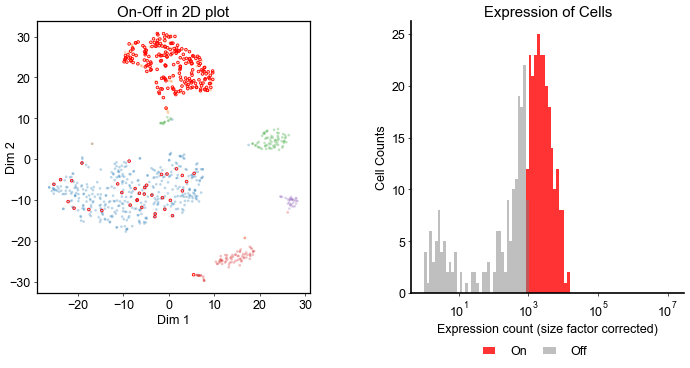 On-Off in 2D plot
30
20
10
0
−10
−20
−30
Dim 2
−20 −10 0 10 20 30
Dim 1
Expression of Cells
25
20
15
10
5
0
Cell Counts
10^1 10^3 10^5 10^7
Expression count (size factor corrected)
On Off